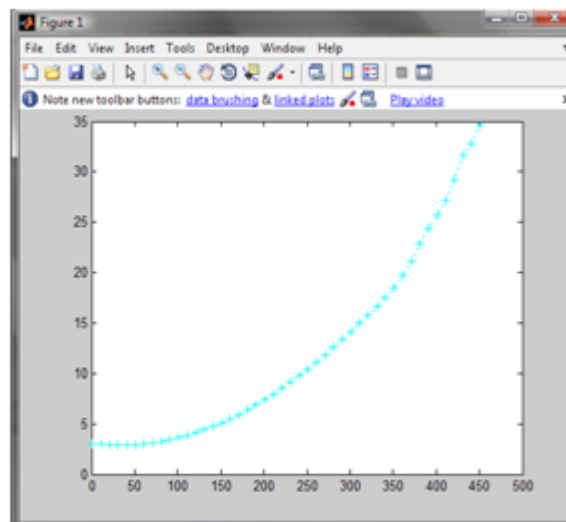 Figure 1
File Edit View Insert Tools Desktop Window Help
Note new toolbar buttons: data brushing & linked plots Play video
35
30
25
20
15
10
5
0
0 50 100 150 200 250 300 350 400 450 500